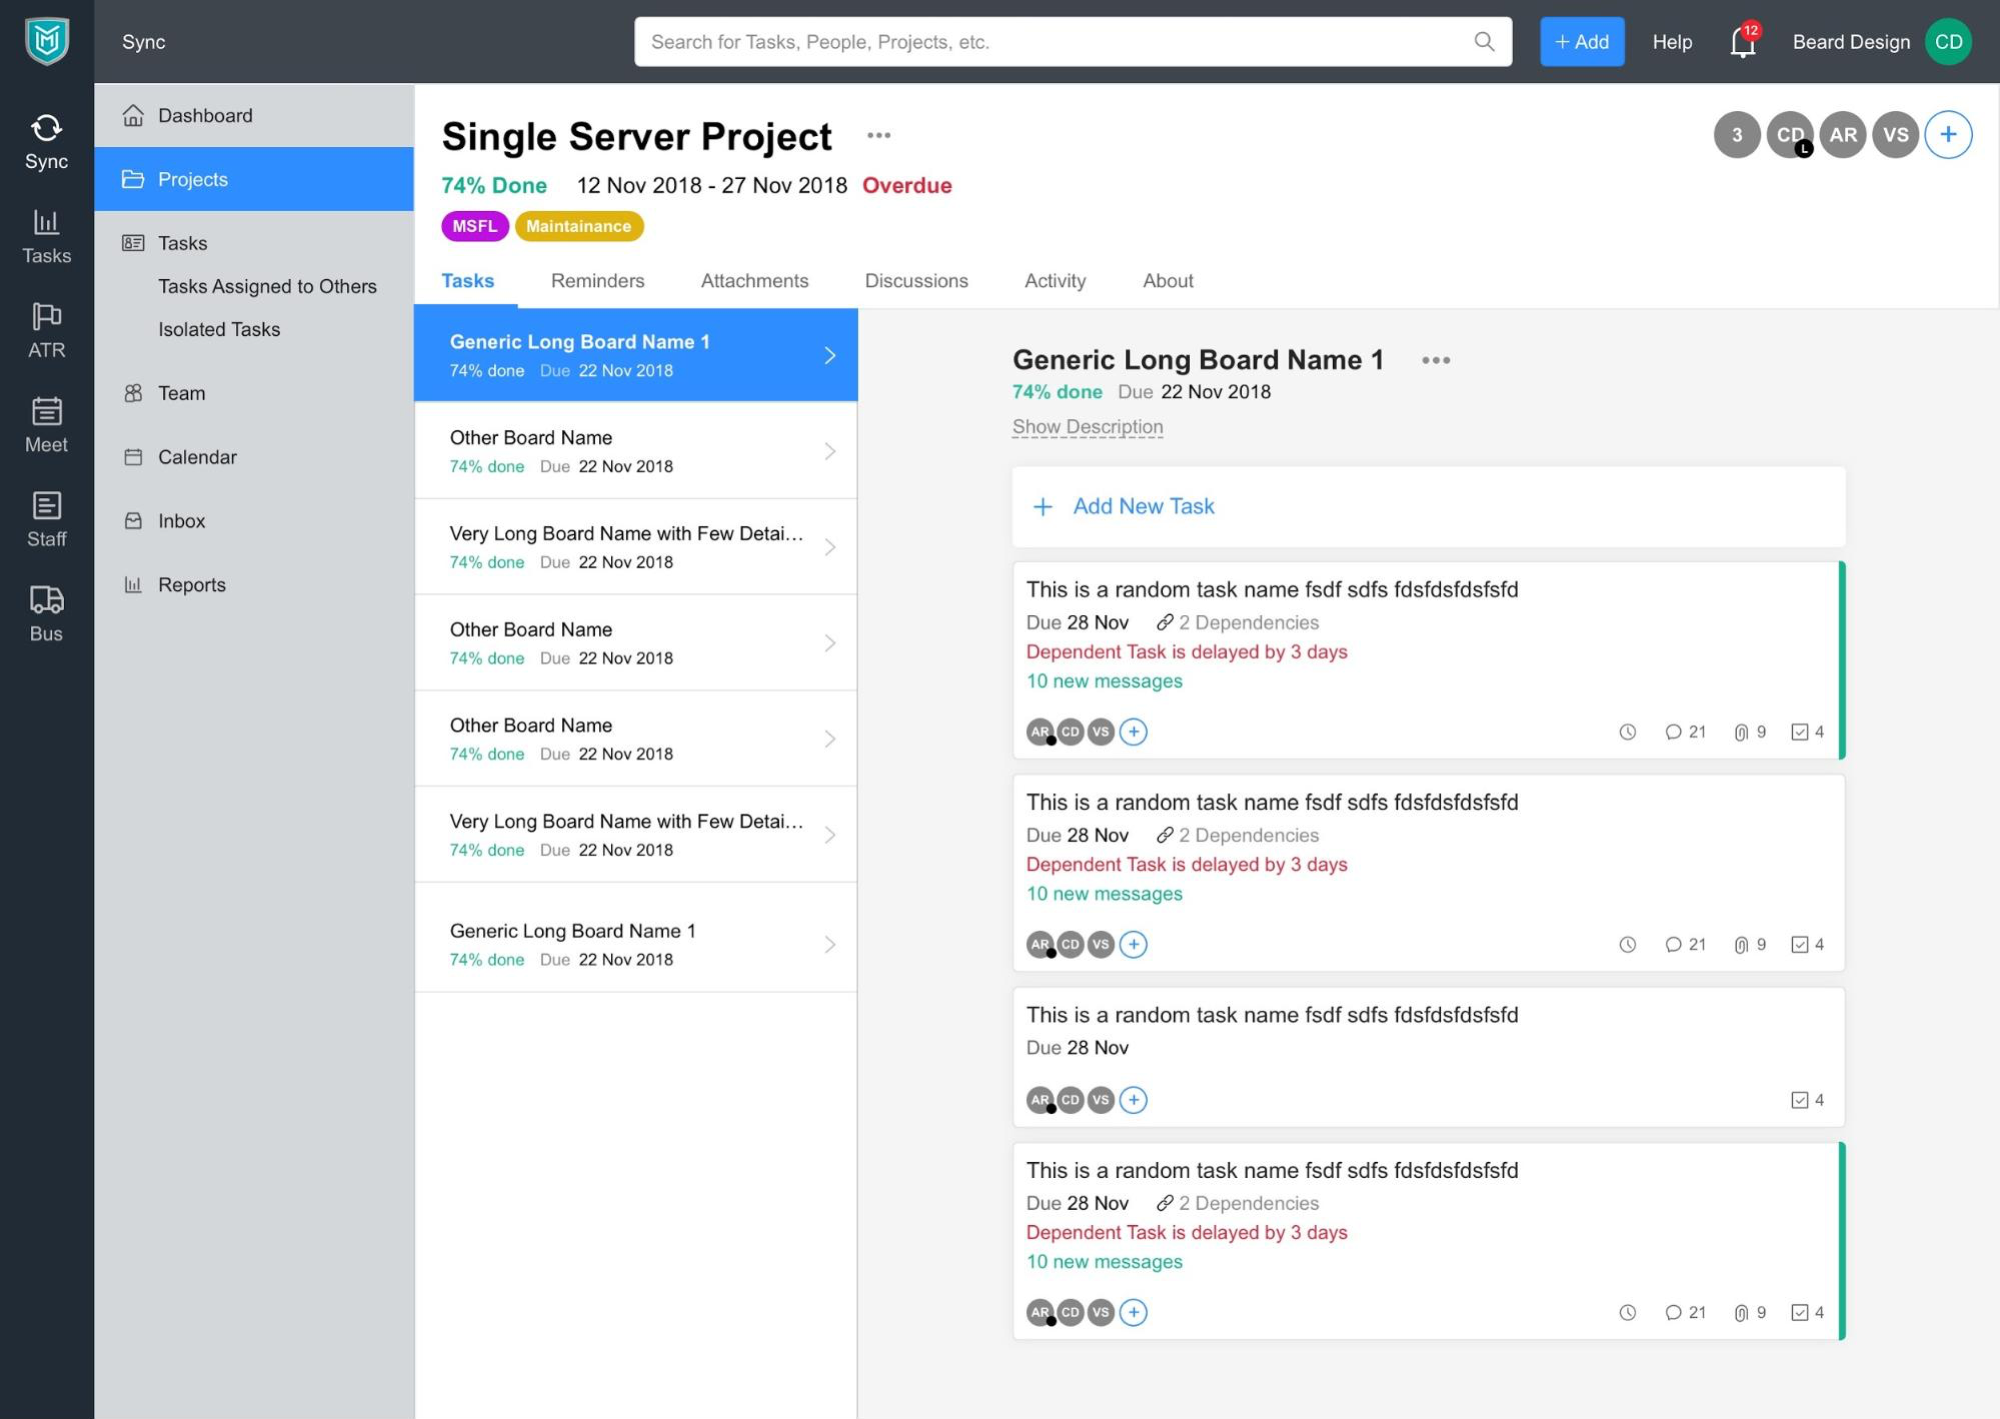 Sync
Search for Tasks, People, Projects, etc.
+ Add
Help
12
Beard Design
CD
Sync
Tasks
ATR
Meet
Staff
Bus
Dashboard
Projects
Tasks
Tasks Assigned to Others
Isolated Tasks
Team
Calendar
Inbox
Reports
Single Server Project
74% Done 12 Nov 2018 - 27 Nov 2018 Overdue
MSFL Maintainance
3 CD L AR VS +
Tasks Reminders Attachments Discussions Activity About
Generic Long Board Name 1
74% done Due 22 Nov 2018
Other Board Name
74% done Due 22 Nov 2018
Very Long Board Name with Few Detai...
74% done Due 22 Nov 2018
Other Board Name
74% done Due 22 Nov 2018
Other Board Name
74% done Due 22 Nov 2018
Very Long Board Name with Few Detai...
74% done Due 22 Nov 2018
Generic Long Board Name 1
74% done Due 22 Nov 2018
Generic Long Board Name 1
74% done Due 22 Nov 2018
Show Description
+ Add New Task
This is a random task name fsdf sdfs fdsfdsfdsfsfd
Due 28 Nov 2 Dependencies
Dependent Task is delayed by 3 days
10 new messages
AR CD VS + 21 9 4
This is a random task name fsdf sdfs fdsfdsfdsfsfd
Due 28 Nov 2 Dependencies
Dependent Task is delayed by 3 days
10 new messages
AR CD VS + 21 9 4
This is a random task name fsdf sdfs fdsfdsfdsfsfd
Due 28 Nov
AR CD VS + 4
This is a random task name fsdf sdfs fdsfdsfdsfsfd
Due 28 Nov 2 Dependencies
Dependent Task is delayed by 3 days
10 new messages
AR CD VS + 21 9 4